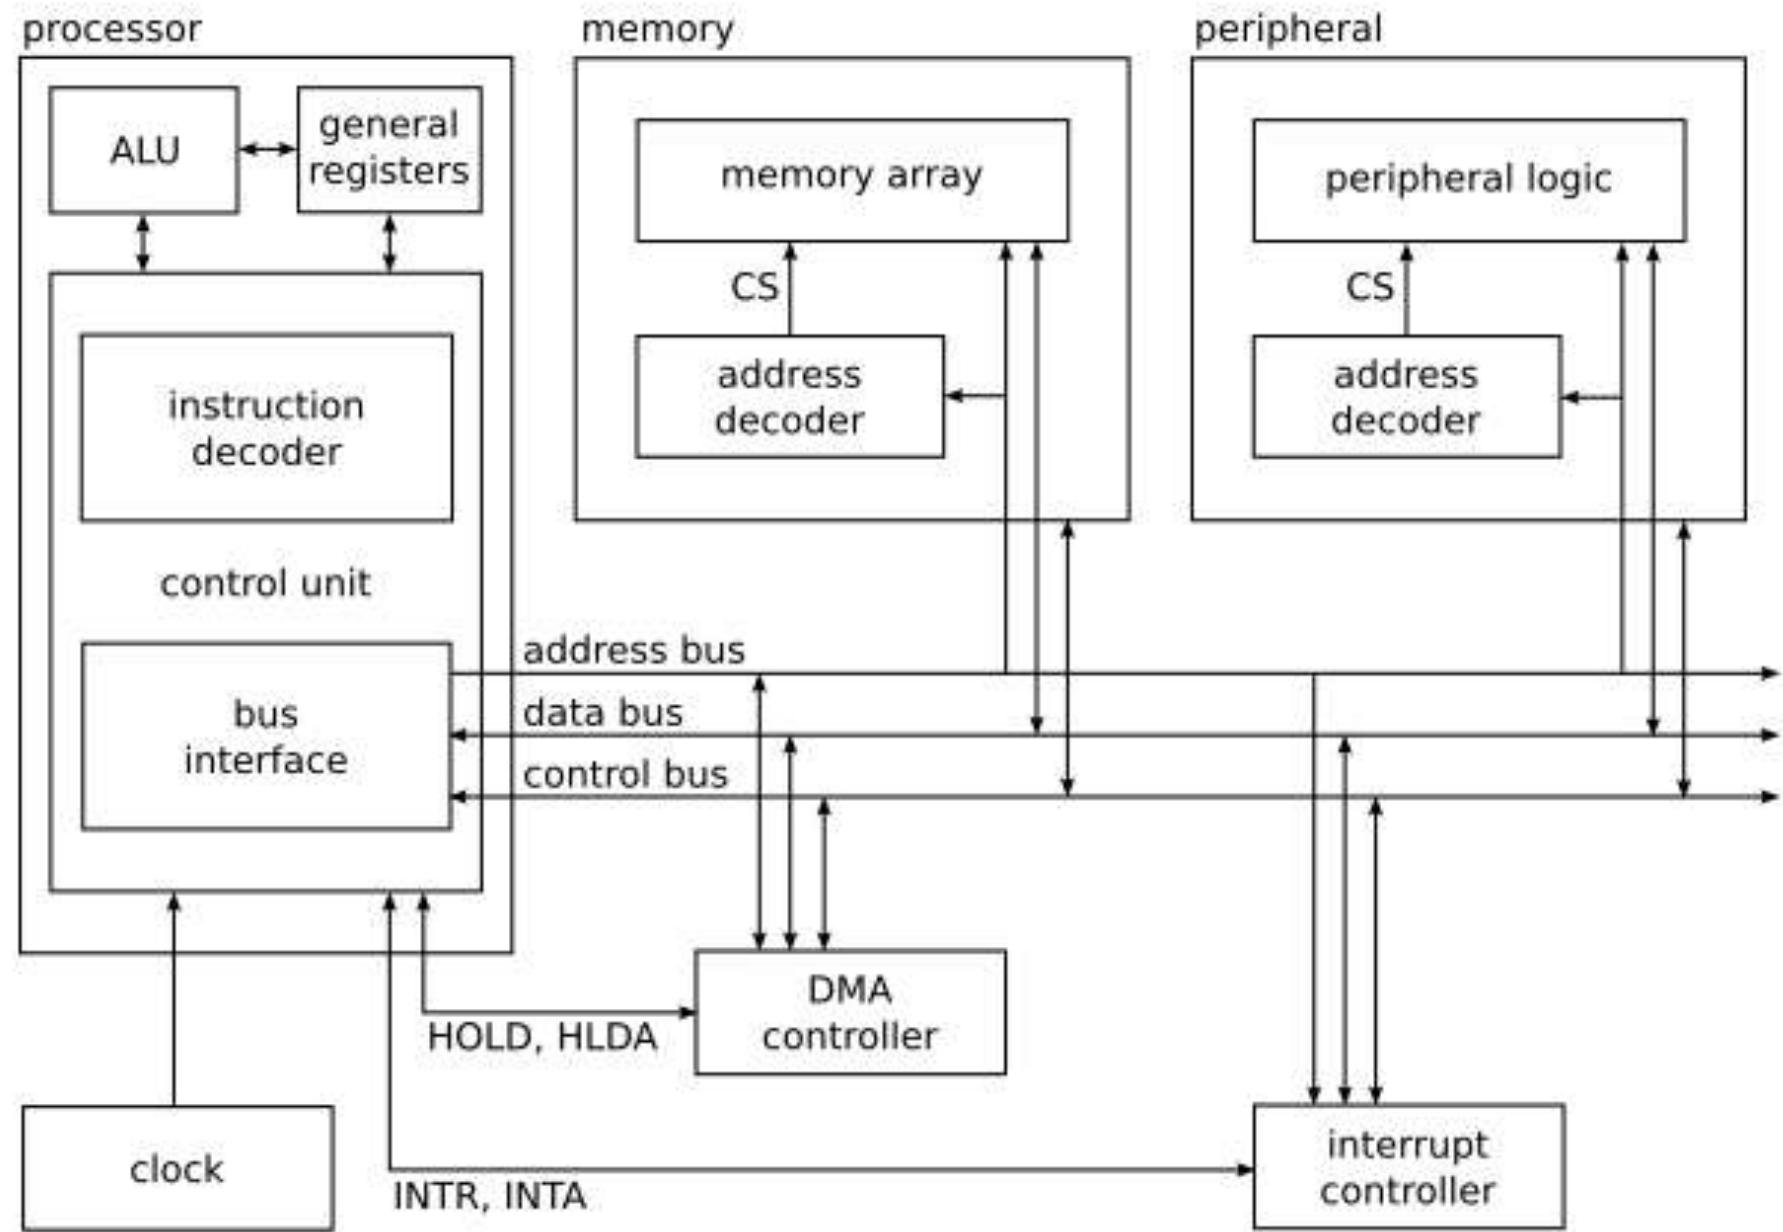 processor
memory
peripheral
ALU
general
registers
memory array
peripheral logic
CS
CS
address
decoder
address
decoder
instruction
decoder
control unit
address bus
bus
interface
data bus
control bus
DMA
controller
HOLD, HLDA
clock
INTR, INTA
interrupt
controller